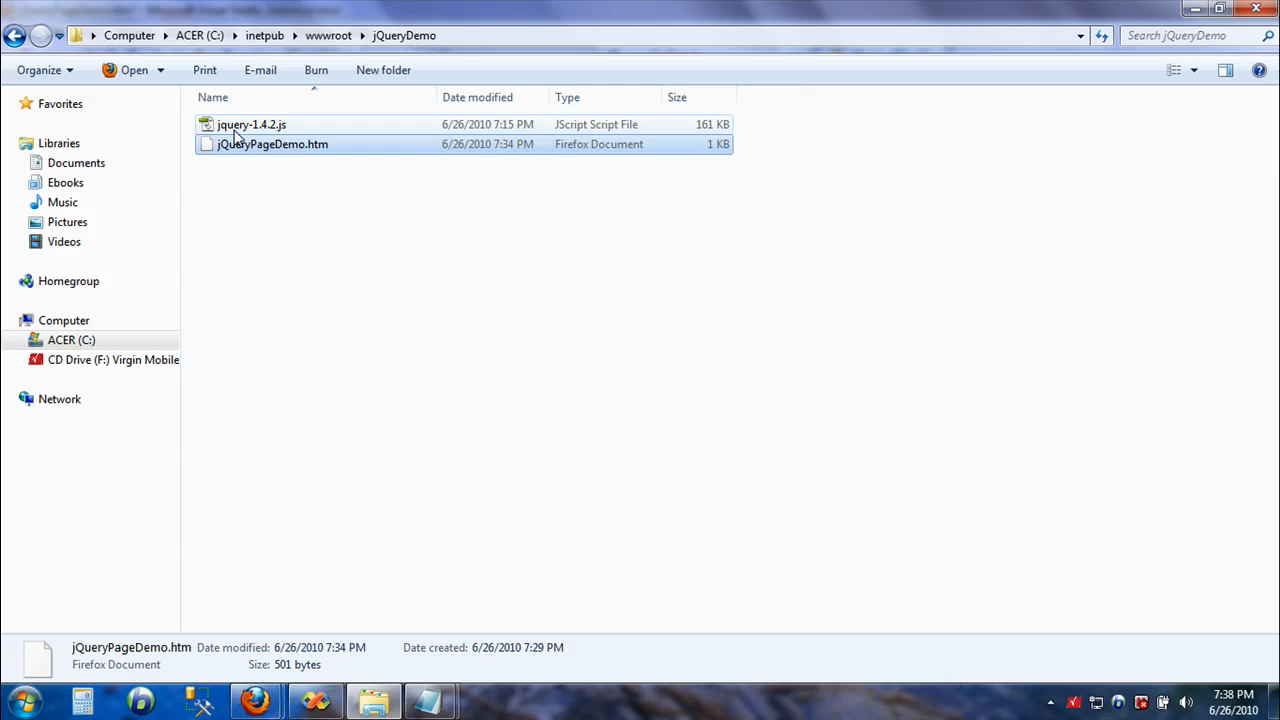 Computer ACER (C:) inetpub wwwroot jQueryDemo Search jQueryDemo
Organize Open Print E-mail Burn New folder
Name Date modified Type Size
Favorites
jquery-1.4.2.js 6/26/2010 7:15 PM JScript Script File 161 KB
jQueryPageDemo.htm 6/26/2010 7:34 PM Firefox Document 1 KB
Libraries
Documents
Ebooks
Music
Pictures
Videos
Homegroup
Computer
ACER (C:)
CD Drive (F:) Virgin Mobile
Network
jQueryPageDemo.htm Date modified: 6/26/2010 7:34 PM Date created: 6/26/2010 7:29 PM
Firefox Document Size: 501 bytes
7:38 PM
6/26/2010